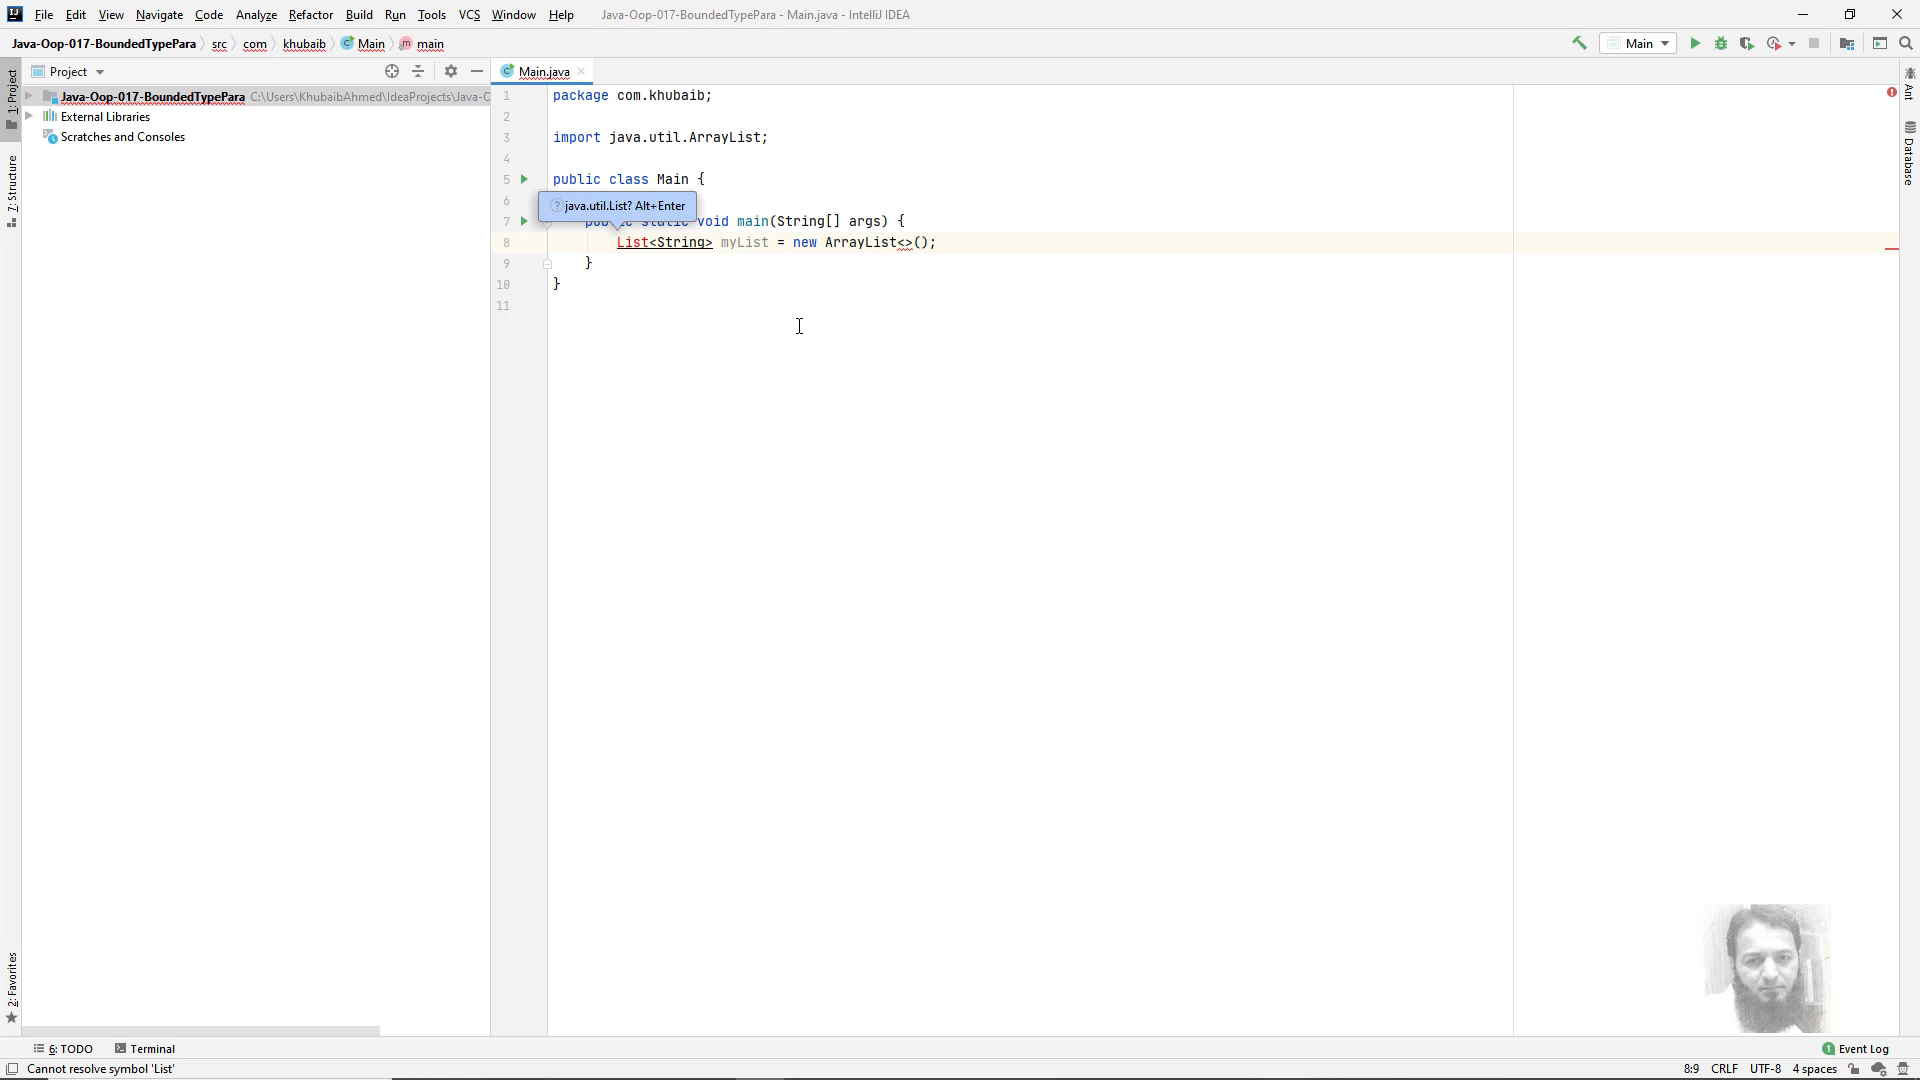 File Edit View Navigate Code Analyze Refactor Build Run Tools VCS Window Help Java-Oop-017-BoundedTypePara - Main.java - IntelliJ IDEA
Java-Oop-017-BoundedTypePara src com khubaib Main main Main
Project Main.java
Java-Oop-017-BoundedTypePara C:\Users\KhubaibAhmed\IdeaProjects\Java-O
External Libraries
Scratches and Consoles
1: Project
7: Structure
2: Favorites
1 package com.khubaib;
2
3 import java.util.ArrayList;
4
5 public class Main {
6
java.util.List? Alt+Enter
7 public static void main(String[] args) {
8 List<String> myList = new ArrayList<>();
9 }
10 }
11
Ant
Database
6: TODO Terminal 1 Event Log
Cannot resolve symbol 'List' 8:9 CRLF UTF-8 4 spaces